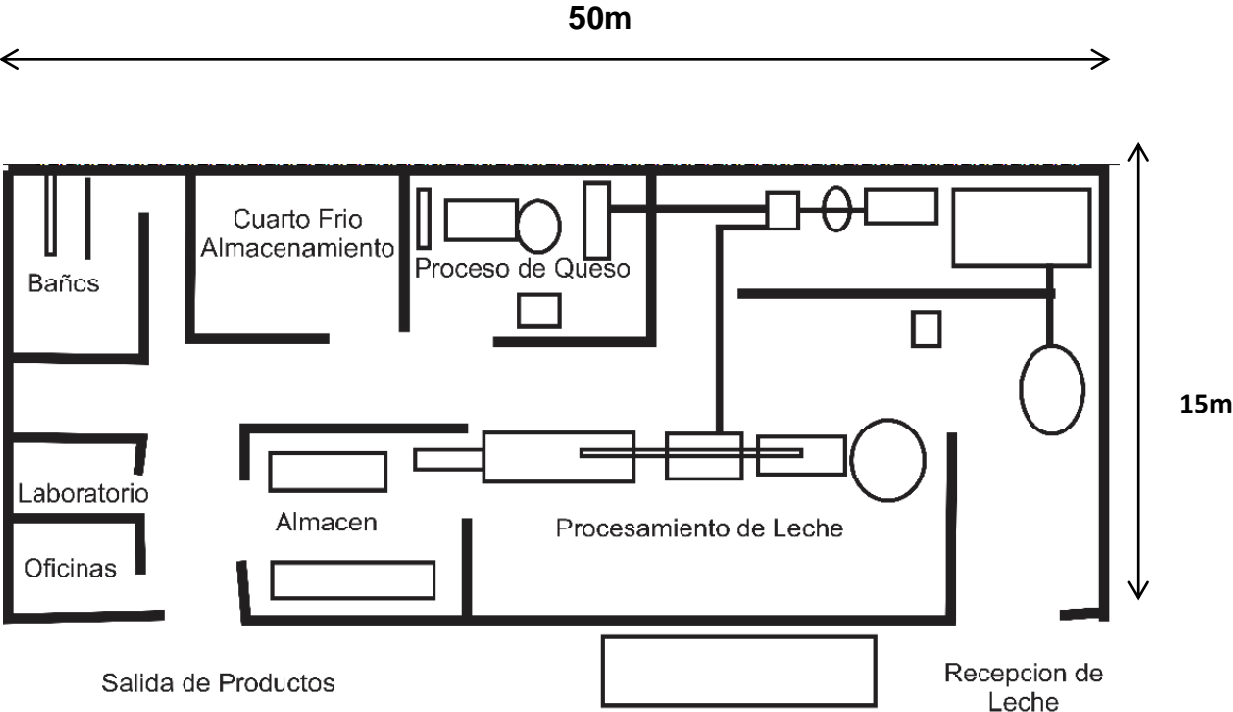 50m
15m
Cuarto Frio
Almacenamiento
Proceso de Queso
Baños
Laboratorio
Almacen
Procesamiento de Leche
Oficinas
Salida de Productos
Recepcion de
Leche